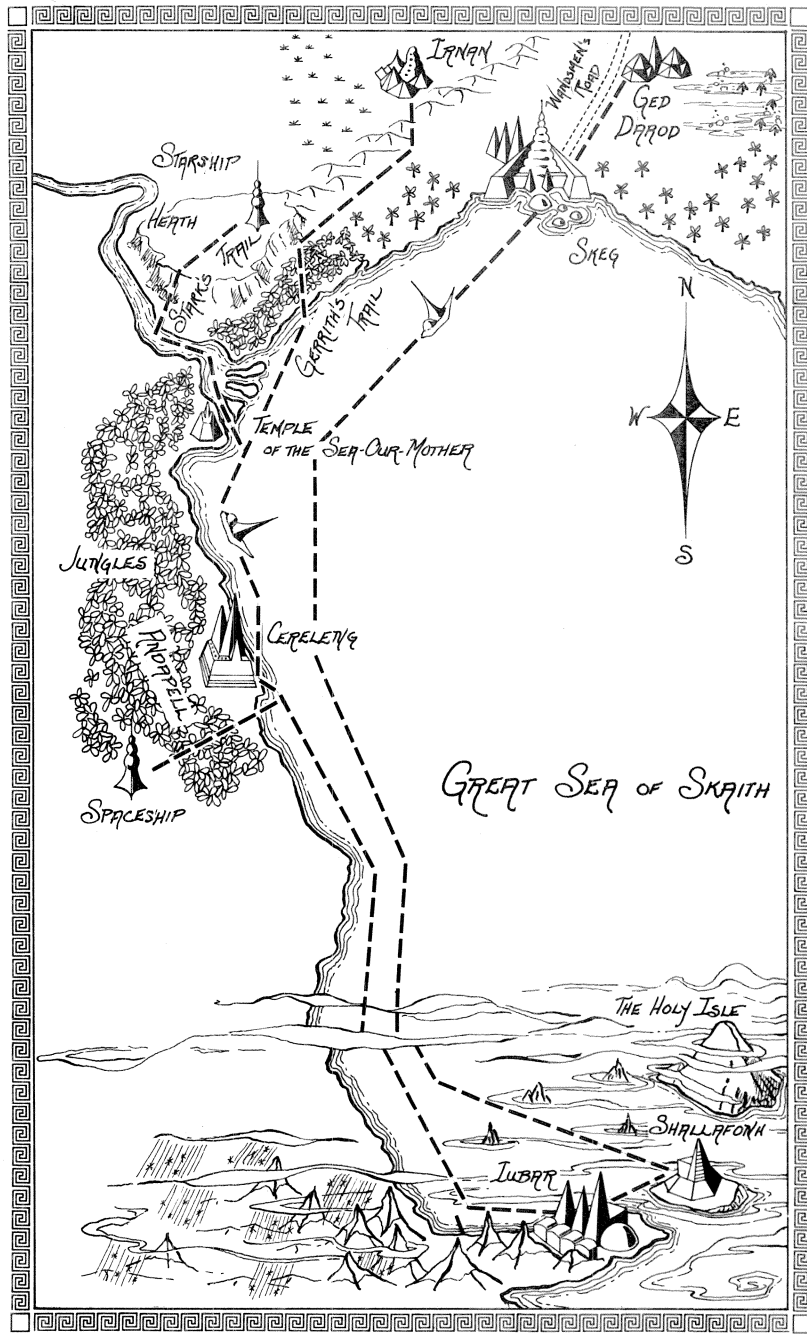 IRNAN
WANDSMEN'S
ROAD
GED
DAROD
STARSHIP
HEATH
STARK'S
TRAIL
SKEG
GERRITH'S
TRAIL
N
W E
S
TEMPLE
OF THE SEA-OUR-MOTHER
JUNGLES
CERELENG
ANDAPELL
SPACESHIP
GREAT SEA OF SKAITH
THE HOLY ISLE
SHALLAFONH
IUBAR